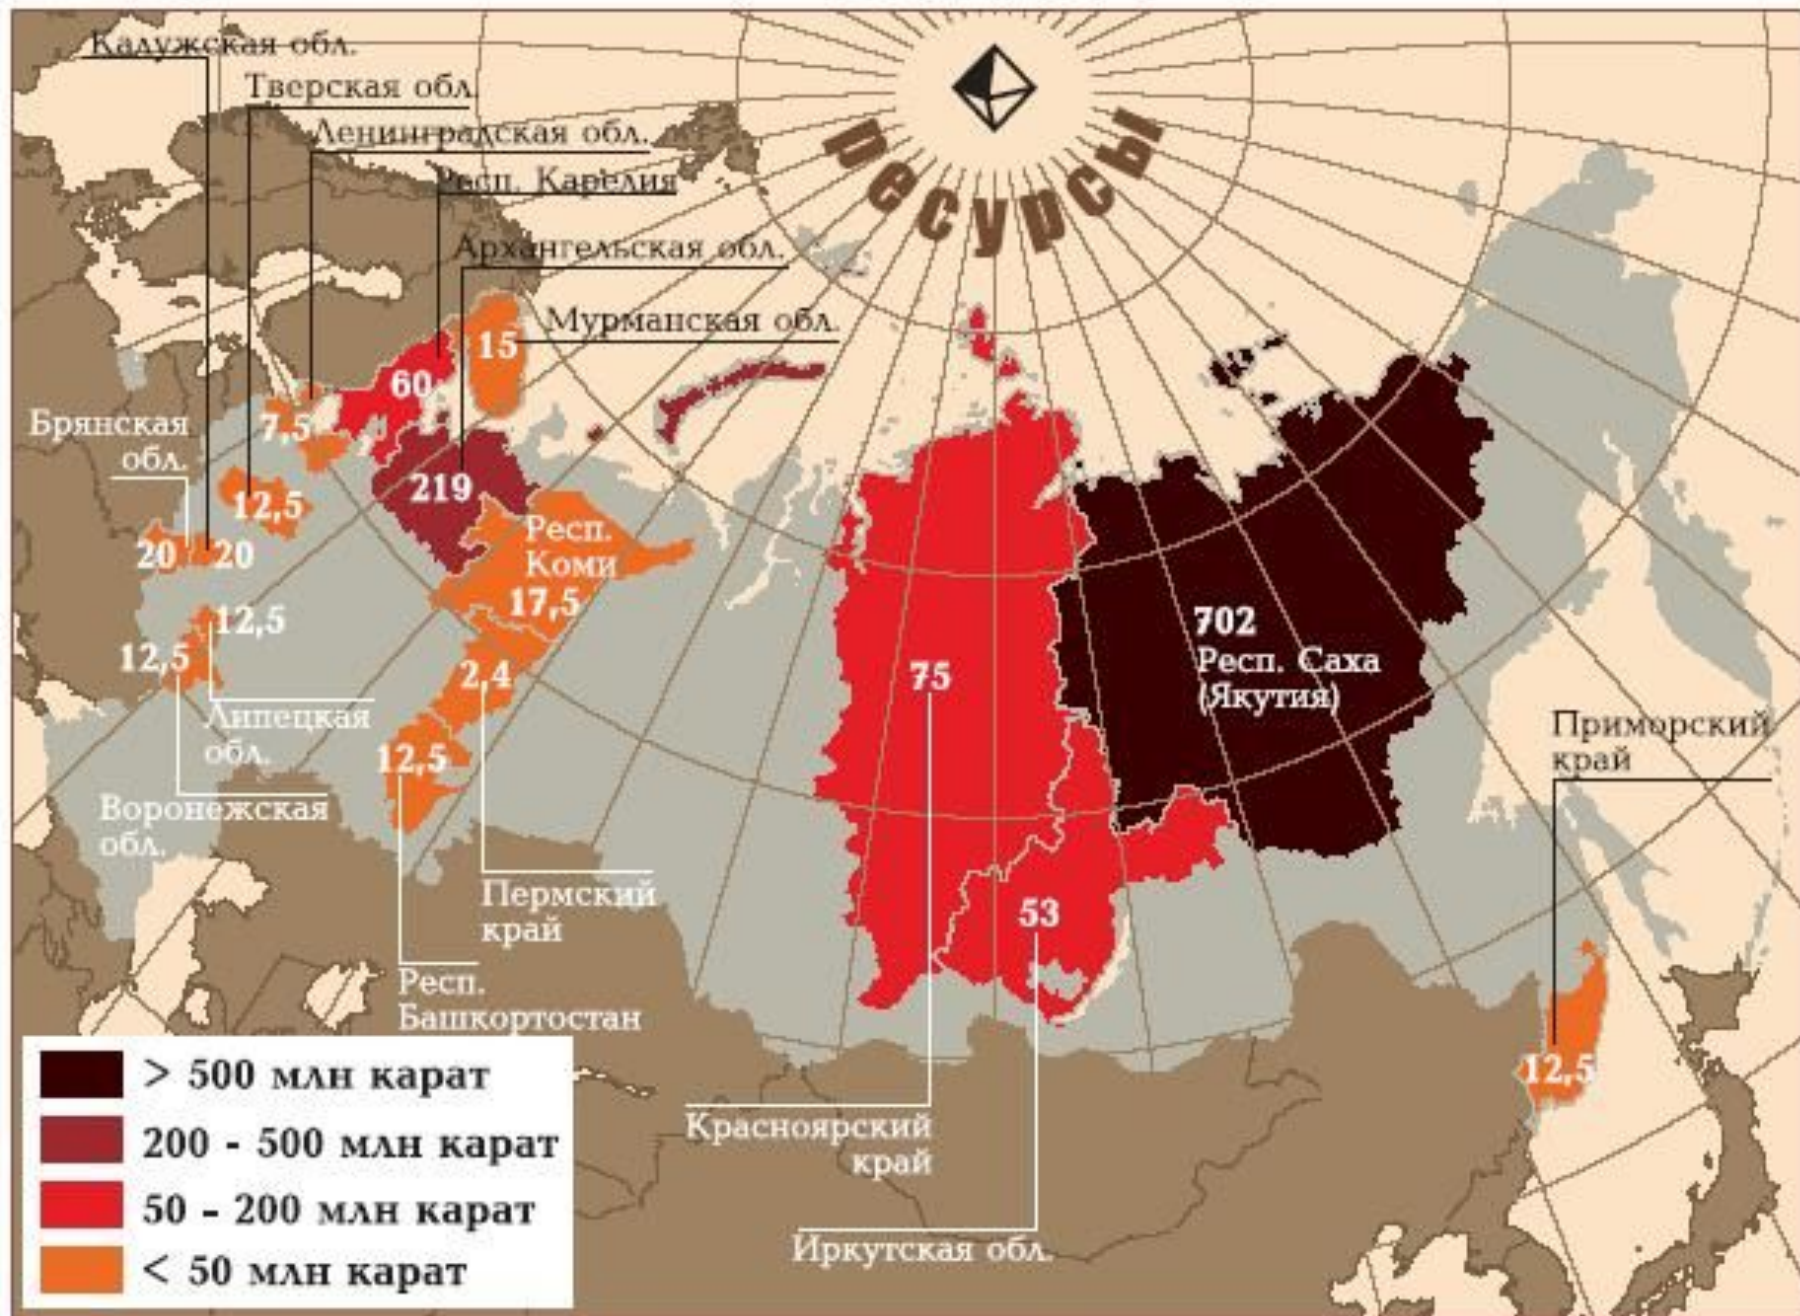 Калужская обл.
Тверская обл.
Ленинградская обл.
Респ. Карелия
Архангельская обл.
Мурманская обл.
ресурсы
15
60
7,5
Брянская
обл.
219
12,5
20
20
Респ.
Коми
17,5
12,5
12,5
2,4
Липецкая
обл.
12,5
Воронежская
обл.
Пермский
край
Респ.
Башкортостан
75
702
Респ. Саха
(Якутия)
Приморский
край
53
12,5
Красноярский
край
Иркутская обл.
> 500 млн карат
200 - 500 млн карат
50 - 200 млн карат
< 50 млн карат